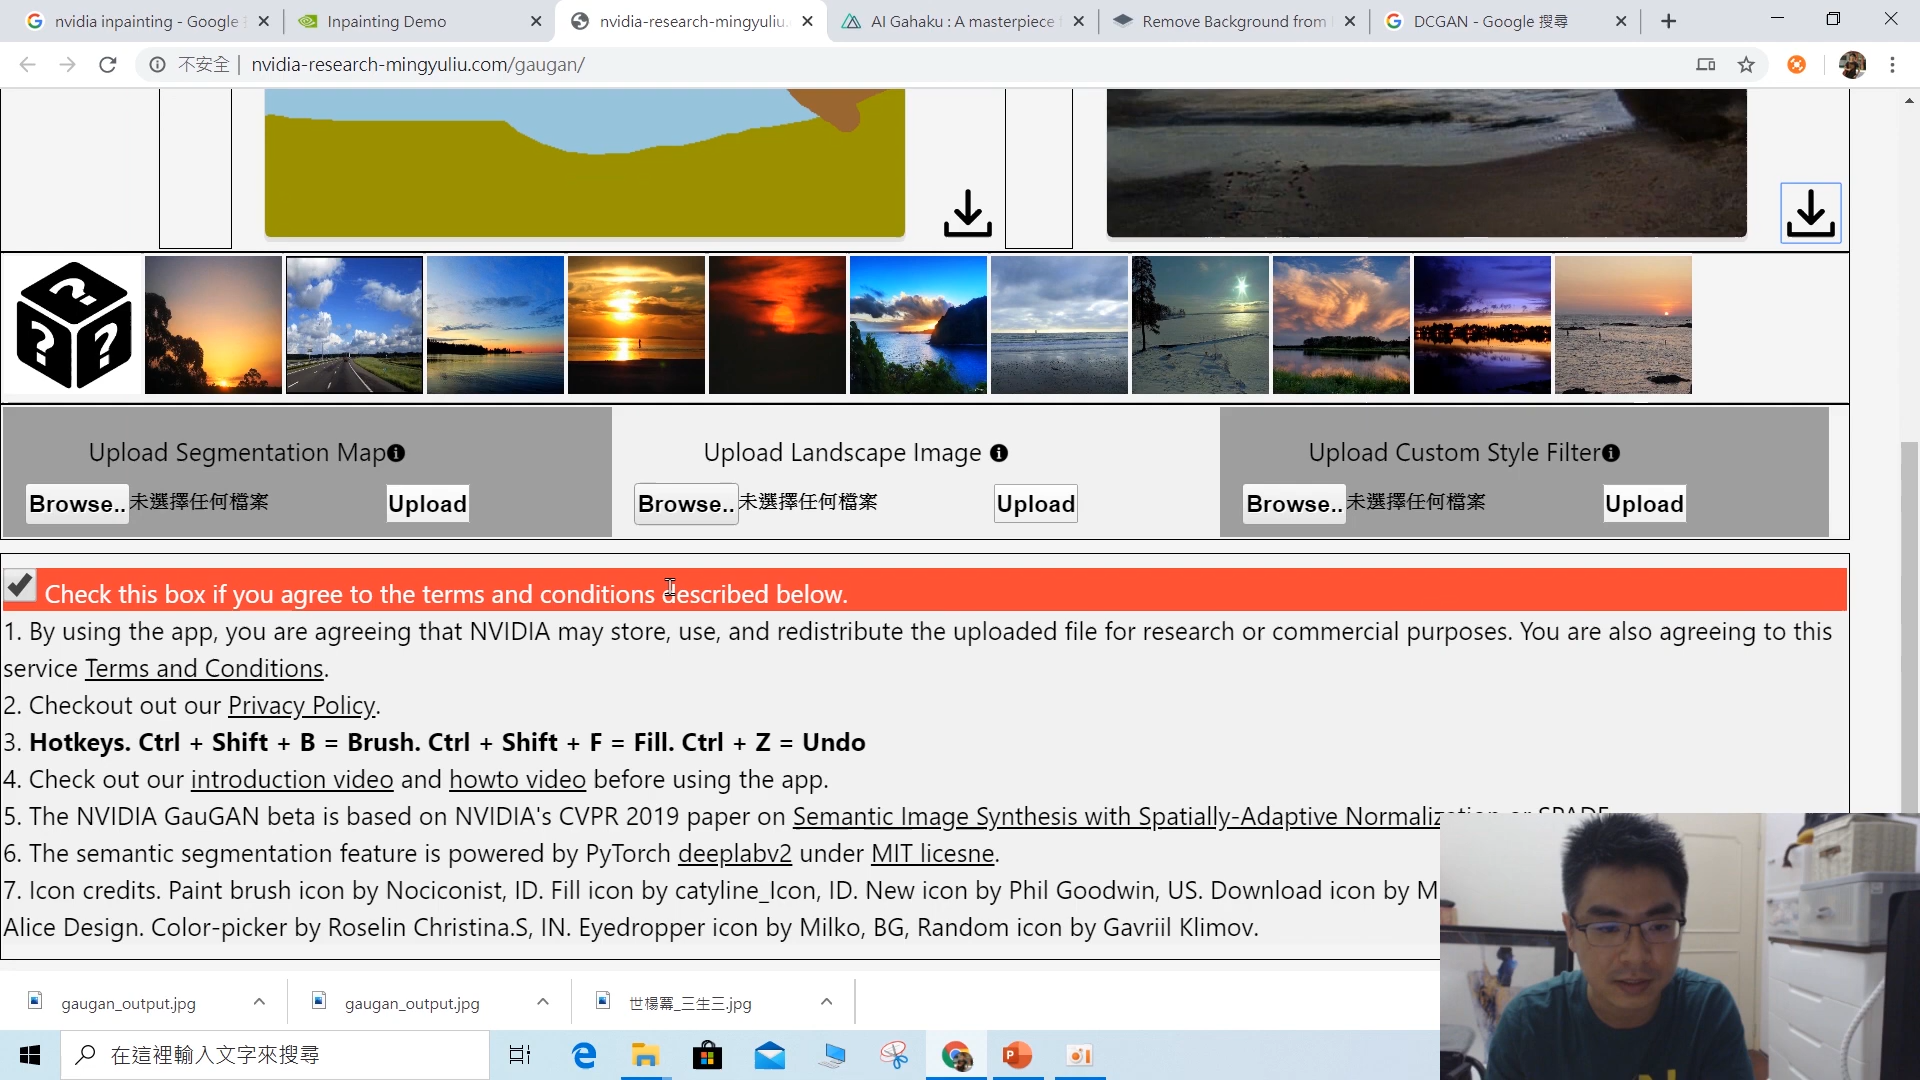 nvidia inpainting - Google
Inpainting Demo
nvidia-research-mingyuliu.
AI Gahaku : A masterpiece
Remove Background from
DCGAN - Google 搜尋
不安全 | nvidia-research-mingyuliu.com/gaugan/
Upload Segmentation Map
Upload Landscape Image
Upload Custom Style Filter
Browse.. 未選擇任何檔案 Upload
Browse.. 未選擇任何檔案 Upload
Browse.. 未選擇任何檔案 Upload
Check this box if you agree to the terms and conditions described below.
1. By using the app, you are agreeing that NVIDIA may store, use, and redistribute the uploaded file for research or commercial purposes. You are also agreeing to this
service Terms and Conditions.
2. Checkout out our Privacy Policy.
3. Hotkeys. Ctrl + Shift + B = Brush. Ctrl + Shift + F = Fill. Ctrl + Z = Undo
4. Check out our introduction video and howto video before using the app.
5. The NVIDIA GauGAN beta is based on NVIDIA's CVPR 2019 paper on Semantic Image Synthesis with Spatially-Adaptive Normalization or SPADE
6. The semantic segmentation feature is powered by PyTorch deeplabv2 under MIT licesne.
7. Icon credits. Paint brush icon by Nociconist, ID. Fill icon by catyline_Icon, ID. New icon by Phil Goodwin, US. Download icon by M
Alice Design. Color-picker by Roselin Christina.S, IN. Eyedropper icon by Milko, BG, Random icon by Gavriil Klimov.
gaugan_output.jpg
gaugan_output.jpg
三生三.jpg
在這裡輸入文字來搜尋